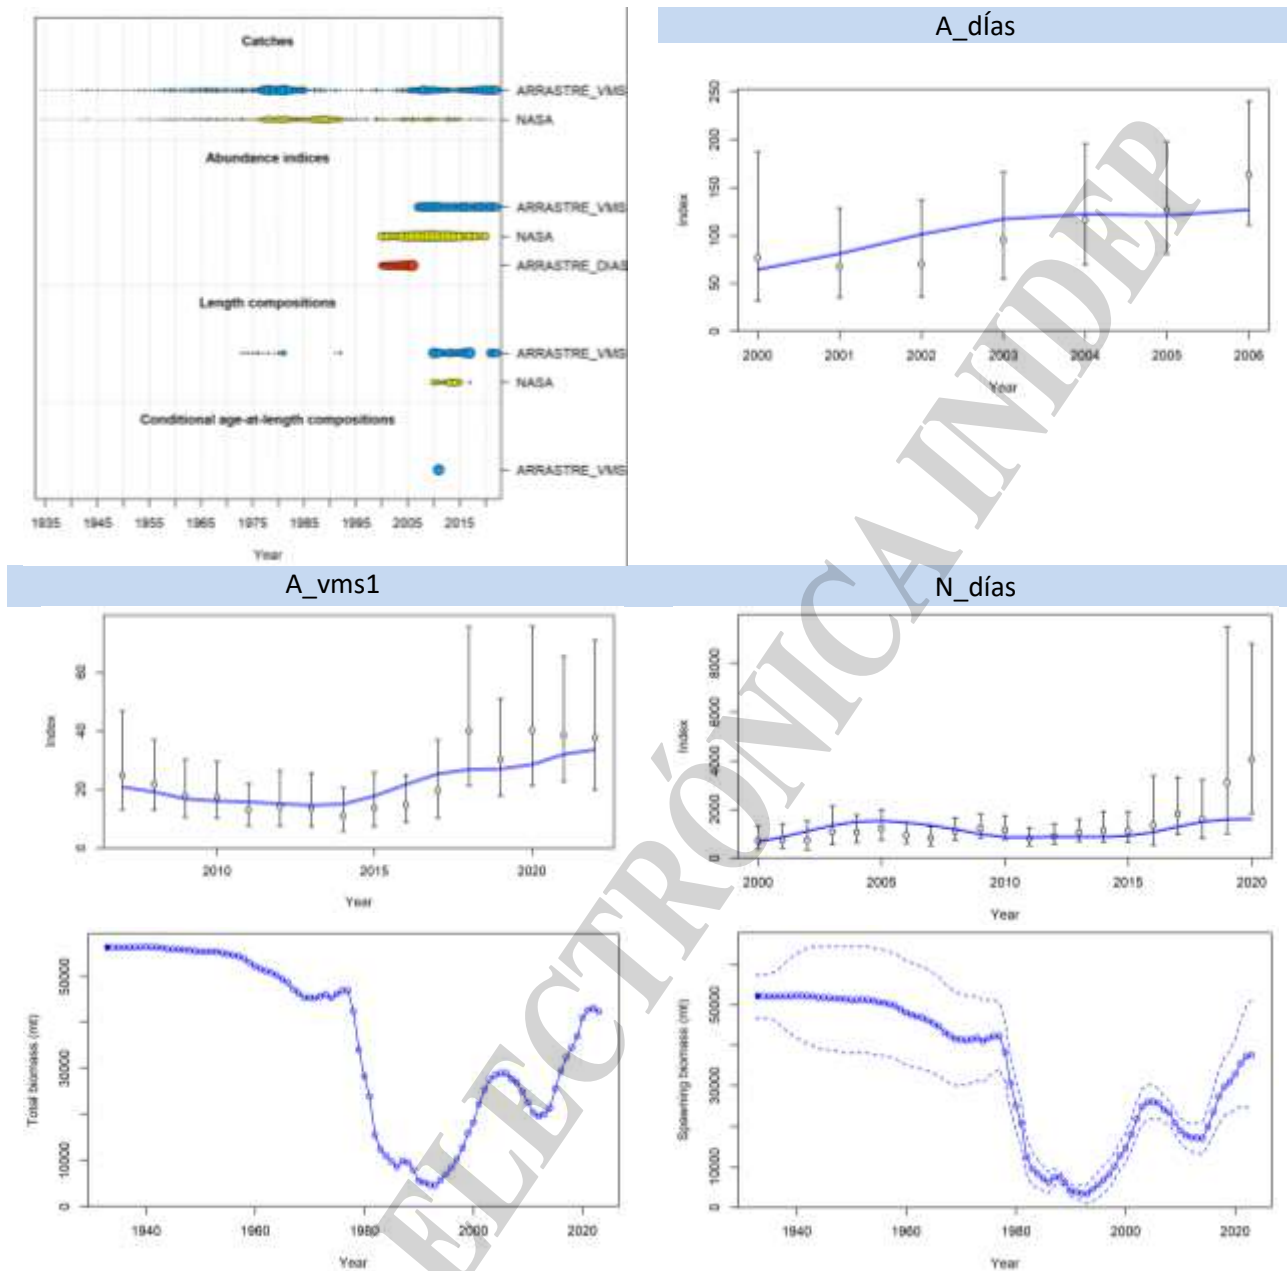 Catches
ARRASTRE_VMS
NASA
Abundance indices
ARRASTRE_VMS
NASA
ARRASTRE_DIAS
Length compositions
ARRASTRE_VMS
NASA
Conditional age-at-length compositions
ARRASTRE_VMS
1935 1945 1955 1965 1975 1985 1995 2005 2015
Year
A_dÍas
Index
0 50 100 150 200 250
2000 2001 2002 2003 2004 2005 2006
Year
A_vms1
Index
0 20 40 60
2010 2015 2020
Year
N_días
Index
0 2000 4000 6000 8000
2000 2005 2010 2015 2020
Year
Total biomass (mt)
0 10000 30000 50000
1940 1960 1980 2000 2020
Year
Spawning biomass (mt)
0 10000 30000 50000
1940 1960 1980 2000 2020
Year
ELECTRÓNICA INIDEP